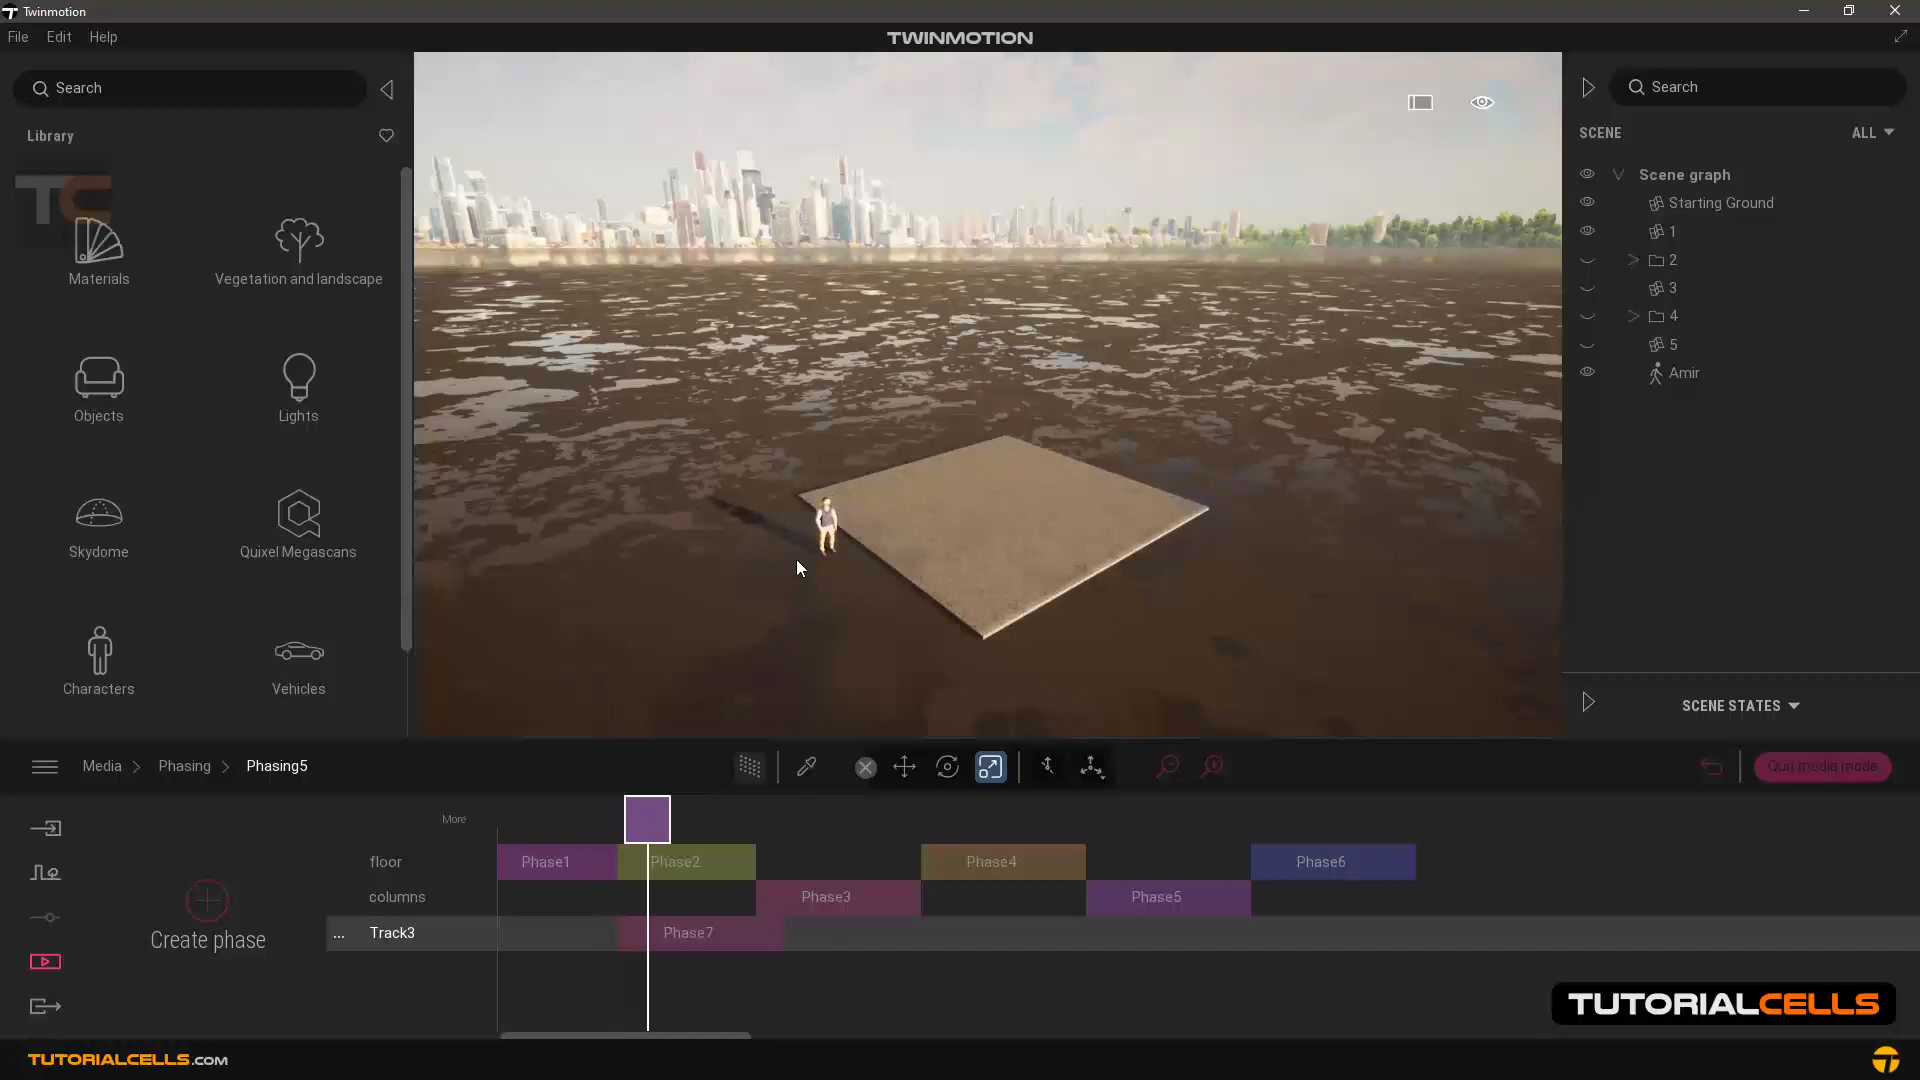 Twinmotion
File Edit Help
TWINMOTION
Search
Library
TC
Materials
Vegetation and landscape
Objects
Lights
Skydome
Quixel Megascans
Characters
Vehicles
Search
SCENE
ALL
Scene graph
Starting Ground
1
2
3
4
5
Amir
SCENE STATES
Media > Phasing > Phasing5
Quit media mode
More
floor
Phase1
Phase2
Phase4
Phase6
columns
Phase3
Phase5
Create phase
... Track3
Phase7
TUTORIALCELLS
TUTORIALCELLS.COM